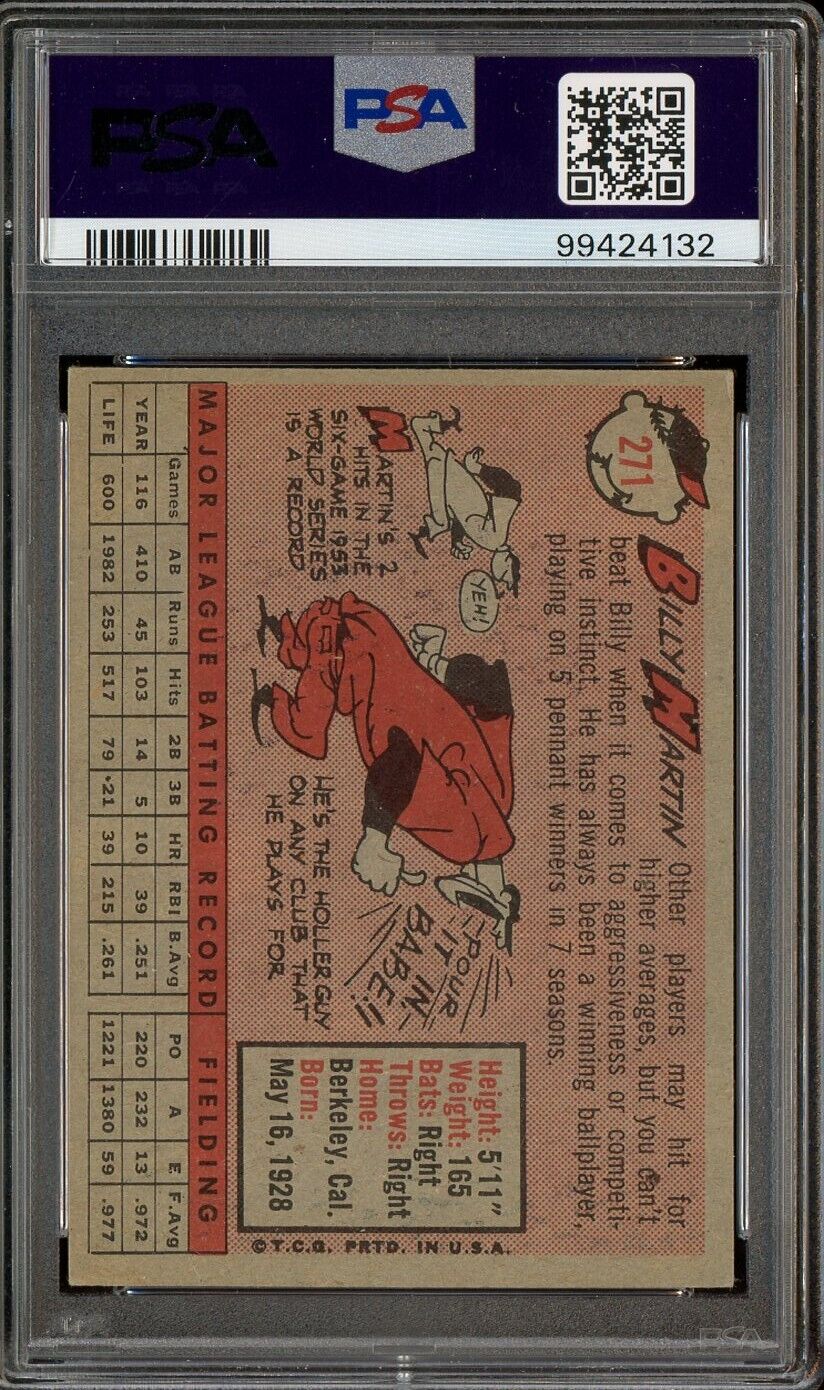 PSA
PSA
99424132
271
BILLY MARTIN Other players may hit for
higher averages, but you can't
beat Billy when it comes to aggressiveness or competi-
tive instinct. He has always been a winning ballplayer
playing on 5 pennant winners in 7 seasons.
YEH!
MARTIN'S 2
HITS IN THE
SIX-GAME 1953
WORLD SERIES
IS A RECORD
POUR
IT IN
BABE!!
HE'S THE HOLLER GUY
ON ANY CLUB THAT
HE PLAYS FOR
Height: 5'11"
Weight: 165
Bats: Right
Throws: Right
Home:
Berkeley, Cal.
Born:
May 16, 1928
©T.C.G. PRTD. IN U.S.A.
MAJOR LEAGUE BATTING RECORD FIELDING
Games AB Runs Hits 2B 3B HR RBI B.Avg PO A E F.Avg
YEAR 116 410 45 103 14 5 10 39 .251 220 232 13 .972
LIFE 600 1982 253 517 79 21 39 215 .261 1221 1380 59 .977
PSA